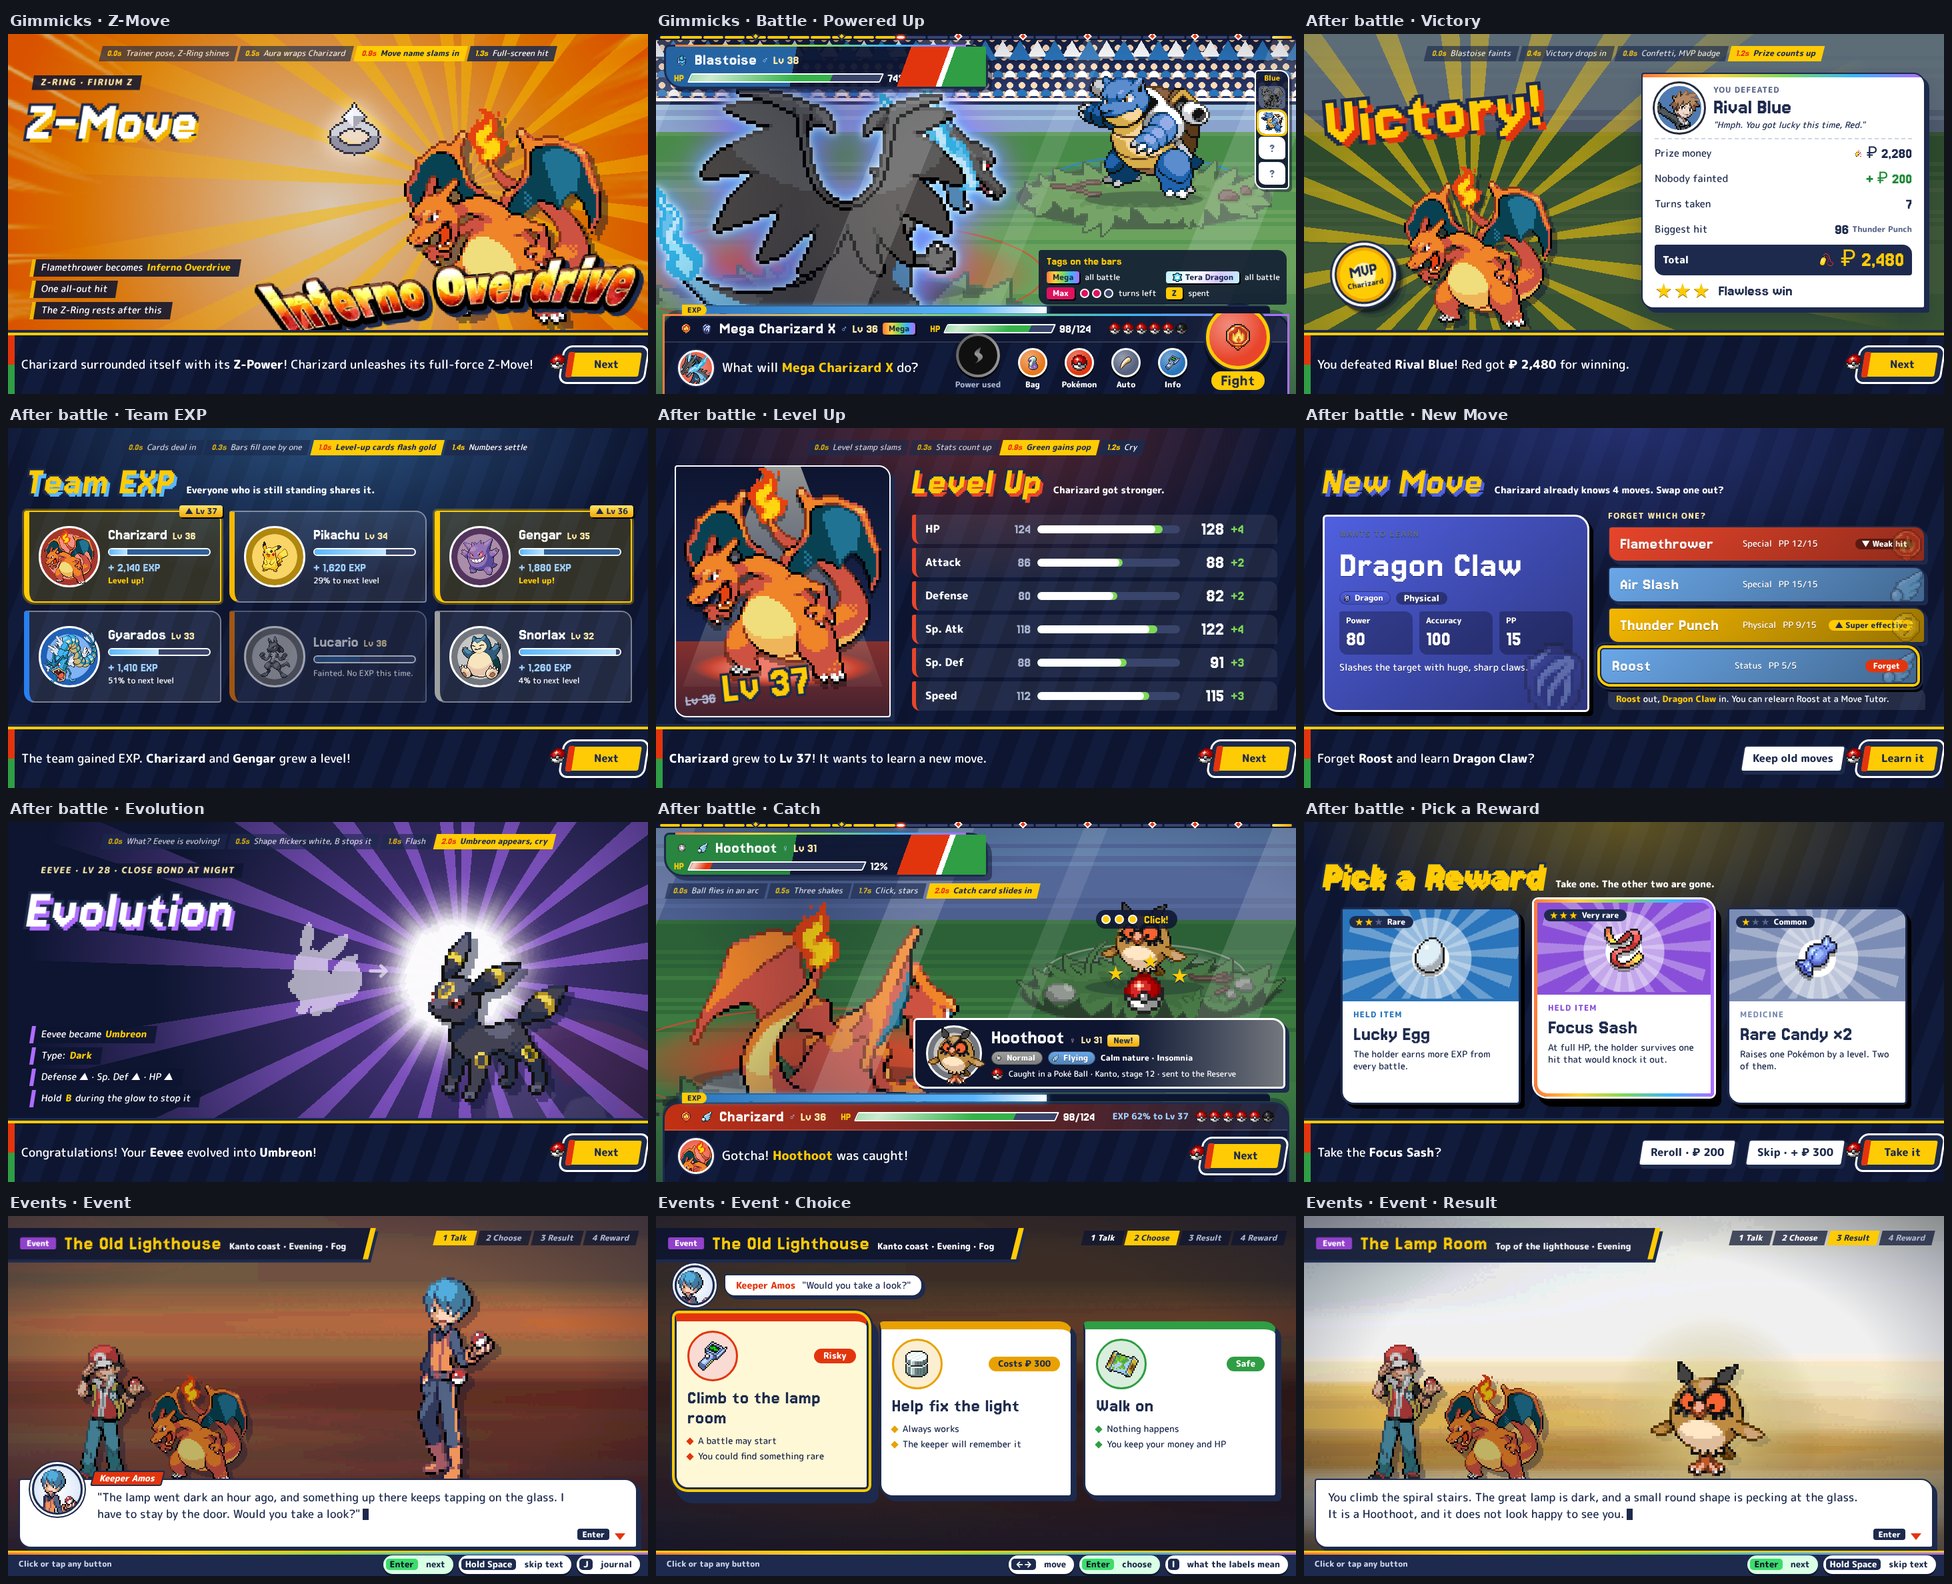 Gimmicks · Z-Move
0.0s Trainer pose, Z-Ring shines
0.5s Aura wraps Charizard
0.9s Move name slams in
1.3s Full-screen hit
Z-RING · FIRIUM Z
Z-Move
Flamethrower becomes Inferno Overdrive
One all-out hit
The Z-Ring rests after this
Inferno Overdrive
Charizard surrounded itself with its Z-Power! Charizard unleashes its full-force Z-Move!
Next
Gimmicks · Battle · Powered Up
Blastoise ♂ Lv 38
HP
Blue
?
?
Tags on the bars
Mega all battle
Tera Dragon all battle
Max turns left
Z spent
EXP
Mega Charizard X ♂ Lv 36 Mega
HP 98/124
What will Mega Charizard X do?
Power used
Bag
Pokémon
Auto
Info
Fight
After battle · Victory
0.0s Blastoise faints
0.4s Victory drops in
0.8s Confetti, MVP badge
1.2s Prize counts up
Victory!
MVP
Charizard
YOU DEFEATED
Rival Blue
"Hmph. You got lucky this time, Red."
Prize money ₽ 2,280
Nobody fainted + ₽ 200
Turns taken 7
Biggest hit 96 Thunder Punch
Total ₽ 2,480
★★★ Flawless win
You defeated Rival Blue! Red got ₽ 2,480 for winning.
Next
After battle · Team EXP
0.0s Cards deal in
0.3s Bars fill one by one
1.0s Level-up cards flash gold
1.4s Numbers settle
Team EXP
Everyone who is still standing shares it.
▲ Lv 37
Charizard Lv 36
+ 2,140 EXP
Level up!
Pikachu Lv 34
+ 1,620 EXP
29% to next level
▲ Lv 36
Gengar Lv 35
+ 1,880 EXP
Level up!
Gyarados Lv 33
+ 1,410 EXP
51% to next level
Lucario Lv 36
Fainted. No EXP this time.
Snorlax Lv 32
+ 1,260 EXP
4% to next level
The team gained EXP. Charizard and Gengar grew a level!
Next
After battle · Level Up
0.0s Level stamp slams
0.3s Stats count up
0.9s Green gains pop
1.2s Cry
Lv 36
Lv 37
Level Up
Charizard got stronger.
HP 124 128 +4
Attack 86 88 +2
Defense 80 82 +2
Sp. Atk 118 122 +4
Sp. Def 88 91 +3
Speed 112 115 +3
Charizard grew to Lv 37! It wants to learn a new move.
Next
After battle · New Move
New Move
Charizard already knows 4 moves. Swap one out?
WANTS TO LEARN
Dragon Claw
Dragon
Physical
Power
80
Accuracy
100
PP
15
Slashes the target with huge, sharp claws.
FORGET WHICH ONE?
Flamethrower Special PP 12/15 ▼ Weak hit
Air Slash Special PP 15/15
Thunder Punch Physical PP 9/15 ▲ Super effective
Roost Status PP 5/5 Forget
Roost out, Dragon Claw in. You can relearn Roost at a Move Tutor.
Forget Roost and learn Dragon Claw?
Keep old moves
Learn it
After battle · Evolution
0.0s What? Eevee is evolving!
0.5s Shape flickers white, B stops it
1.8s Flash
2.0s Umbreon appears, cry
EEVEE · LV 28 · CLOSE BOND AT NIGHT
Evolution
Eevee became Umbreon
Type: Dark
Defense ▲ · Sp. Def ▲ · HP ▲
Hold B during the glow to stop it
Congratulations! Your Eevee evolved into Umbreon!
Next
After battle · Catch
Hoothoot ♀ Lv 31
HP 12%
0.0s Ball flies in an arc
0.5s Three shakes
1.7s Click, stars
2.0s Catch card slides in
Click!
Hoothoot ♀ Lv 31 New!
Normal
Flying
Calm nature · Insomnia
Caught in a Poké Ball · Kanto, stage 12 · sent to the Reserve
EXP
Charizard ♂ Lv 36
HP 98/124
EXP 62% to Lv 37
Gotcha! Hoothoot was caught!
Next
After battle · Pick a Reward
Pick a Reward
Take one. The other two are gone.
★★★ Rare
HELD ITEM
Lucky Egg
The holder earns more EXP from
every battle.
★★★ Very rare
HELD ITEM
Focus Sash
At full HP, the holder survives one
hit that would knock it out.
★★★ Common
MEDICINE
Rare Candy x2
Raises one Pokémon by a level. Two
of them.
Take the Focus Sash?
Reroll · ₽ 200
Skip · + ₽ 300
Take it
Events · Event
Event
The Old Lighthouse
Kanto coast · Evening · Fog
1 Talk
2 Choose
3 Result
4 Reward
Keeper Amos
"The lamp went dark an hour ago, and something up there keeps tapping on the glass. I
have to stay by the door. Would you take a look?"
Enter
Click or tap any button
Enter next
Hold Space skip text
J journal
Events · Event · Choice
Event
The Old Lighthouse
Kanto coast · Evening · Fog
1 Talk
2 Choose
3 Result
4 Reward
Keeper Amos "Would you take a look?"
Risky
Climb to the lamp
room
A battle may start
You could find something rare
Costs ₽ 300
Help fix the light
Always works
The keeper will remember it
Safe
Walk on
Nothing happens
You keep your money and HP
Click or tap any button
←→ move
Enter choose
I what the labels mean
Events · Event · Result
Event
The Lamp Room
Top of the lighthouse · Evening
1 Talk
2 Choose
3 Result
4 Reward
You climb the spiral stairs. The great lamp is dark, and a small round shape is pecking at the glass.
It is a Hoothoot, and it does not look happy to see you.
Enter
Click or tap any button
Enter next
Hold Space skip text